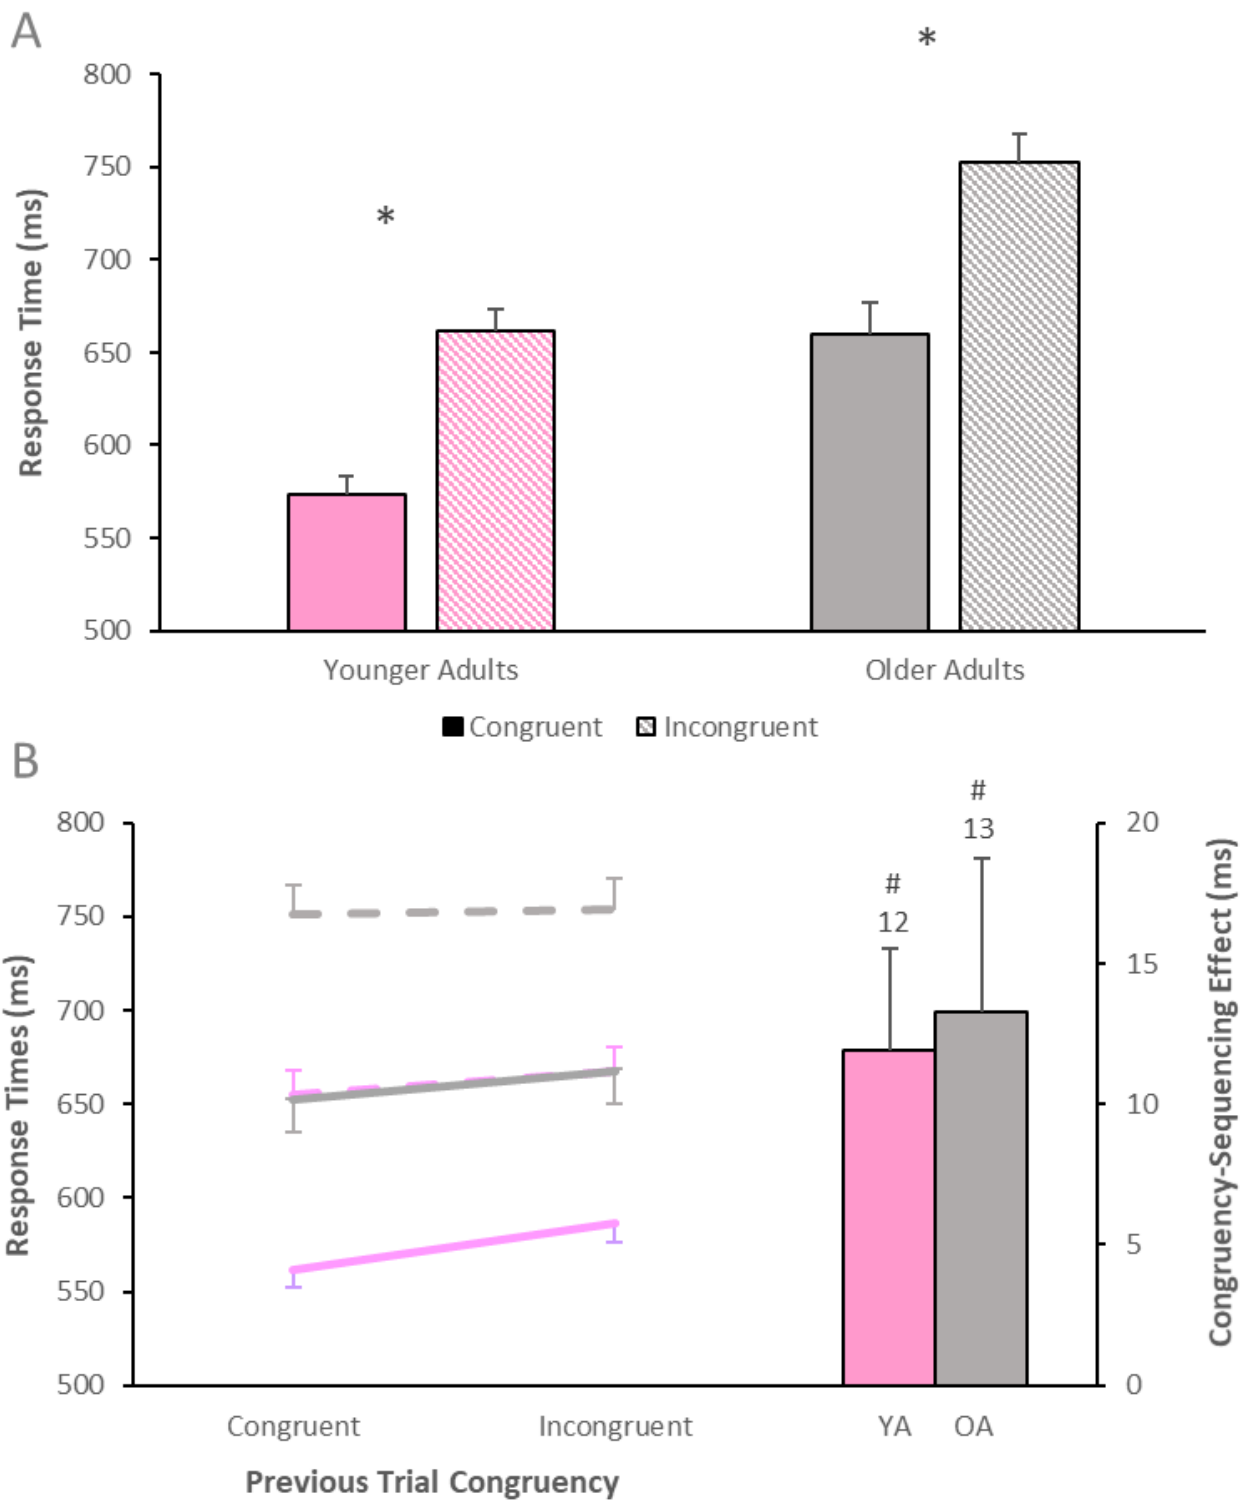 A
*
*
800
750
700
650
600
550
500
Response Time (ms)
Younger Adults
Older Adults
Congruent
Incongruent
B
#
13
#
12
800
750
700
650
600
550
500
Response Times (ms)
20
15
10
5
0
Congruency-Sequencing Effect (ms)
Congruent
Incongruent
YA
OA
Previous Trial Congruency